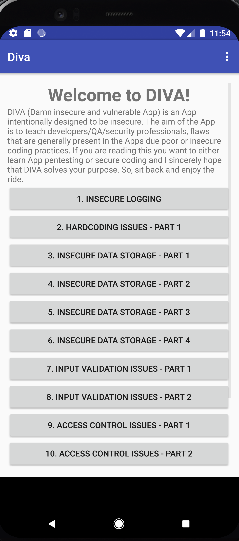 11:54
Diva
Welcome to DIVA!
DIVA (Damn insecure and vulnerable App) is an App
intentionally designed to be insecure. The aim of the App
is to teach developers/QA/security professionals, flaws
that are generally present in the Apps due poor or insecure
coding practices. If you are reading this you want to either
learn App pentesting or secure coding and I sincerely hope
that DIVA solves your purpose. So, sit back and enjoy the
ride.
1. INSECURE LOGGING
2. HARDCODING ISSUES - PART 1
3. INSECURE DATA STORAGE - PART 1
4. INSECURE DATA STORAGE - PART 2
5. INSECURE DATA STORAGE - PART 3
6. INSECURE DATA STORAGE - PART 4
7. INPUT VALIDATION ISSUES - PART 1
8. INPUT VALIDATION ISSUES - PART 2
9. ACCESS CONTROL ISSUES - PART 1
10. ACCESS CONTROL ISSUES - PART 2